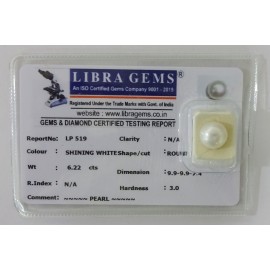 LIBRA GEMS®
An ISO Certified Gems Company 9001 - 2015
Registered Under the Trade Marks with Govt. of India
website : www.libragems.co.in
GEMS & DIAMOND CERTIFIED TESTING REPORT
ReportNo: LP 519 Clarity : N/A
Colour : SHINING WHITE Shape/cut : ROUND
Wt : 6.22 cts : 9.9-9.9-9.4
R.Index : N/A Hardness : 3.0
Comment : PEARL